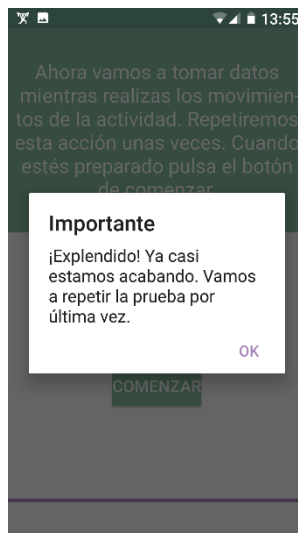 13:55
Ahora vamos a tomar datos
mientras realizas los movimien-
tos de la actividad. Repetiremos
esta acción unas veces. Cuando
estés preparado pulsa el botón
de comenzar
Importante
¡Explendido! Ya casi
estamos acabando. Vamos
a repetir la prueba por
última vez.
OK
COMENZAR